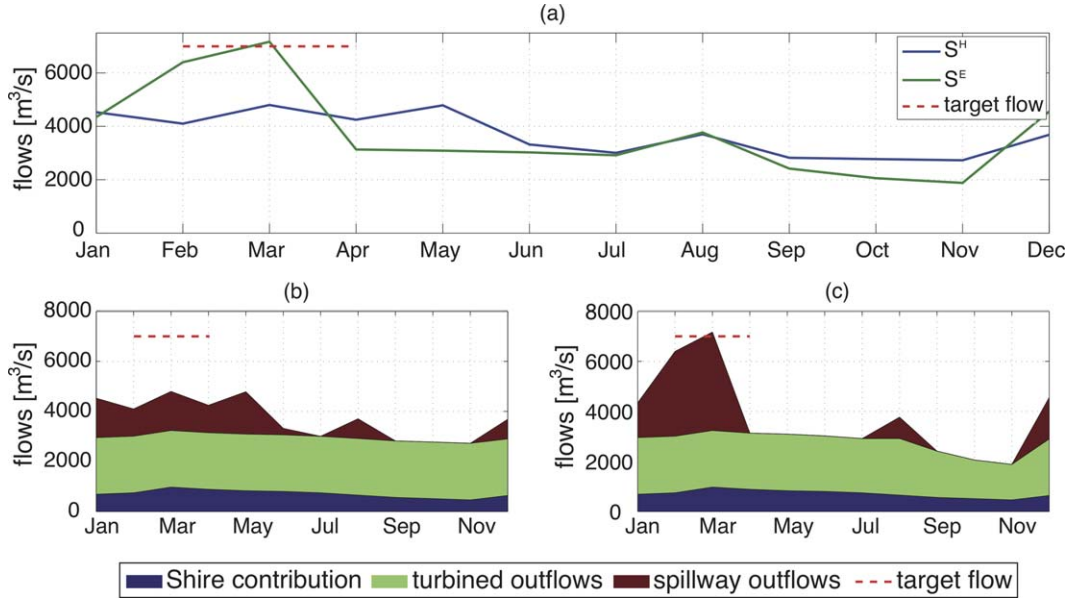 (a)
flows [m³/s]
6000
4000
2000
0
Jan Feb Mar Apr May Jun Jul Aug Sep Oct Nov Dec
S^H
S^E
target flow
(b)
flows [m³/s]
8000
6000
4000
2000
0
Jan Mar May Jul Sep Nov
(c)
flows [m³/s]
8000
6000
4000
2000
0
Jan Mar May Jul Sep Nov
Shire contribution turbined outflows spillway outflows target flow